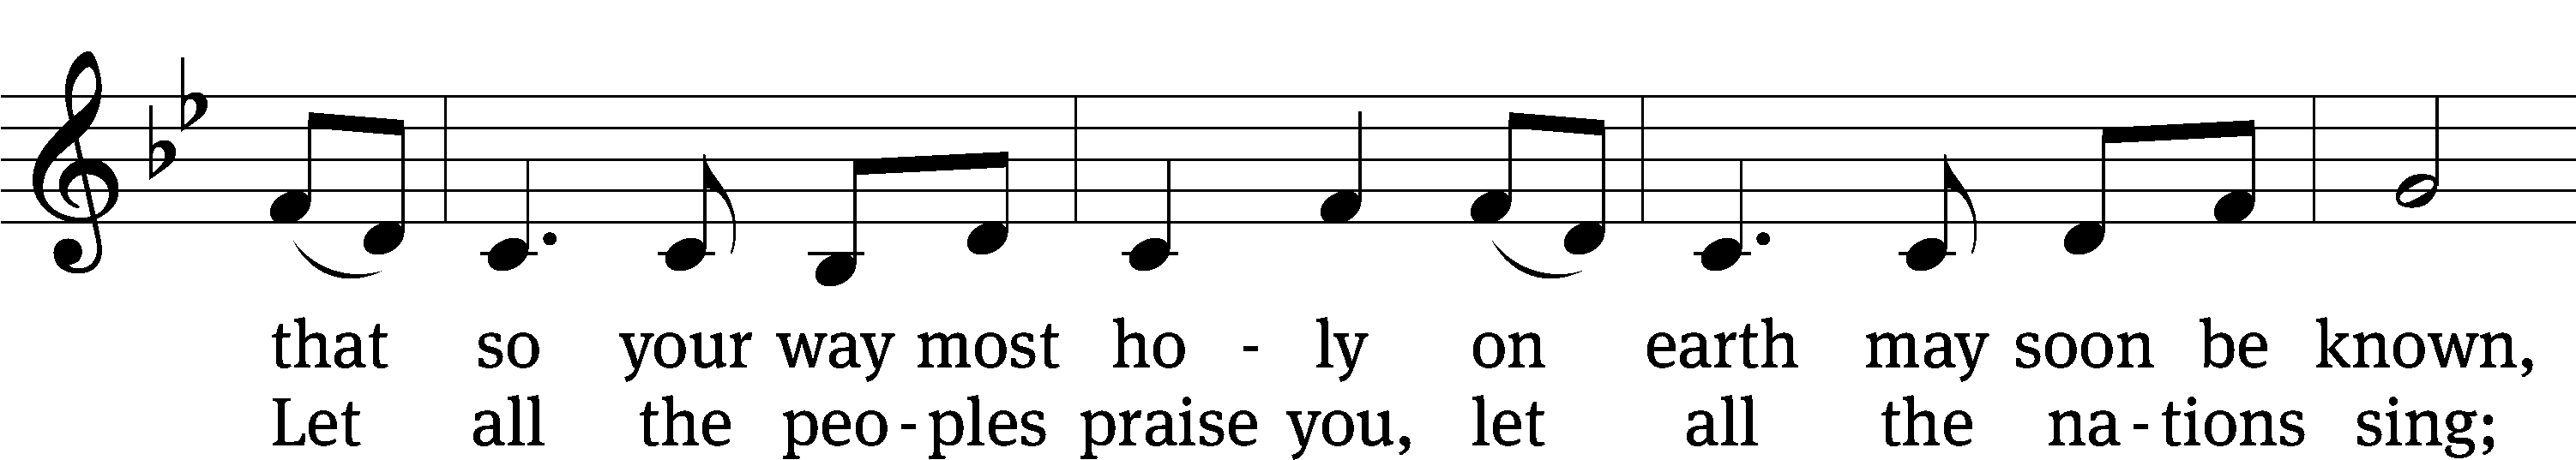 that so your way most ho - ly on earth may soon be known,
Let all the peo - ples praise you, let all the na - tions sing;